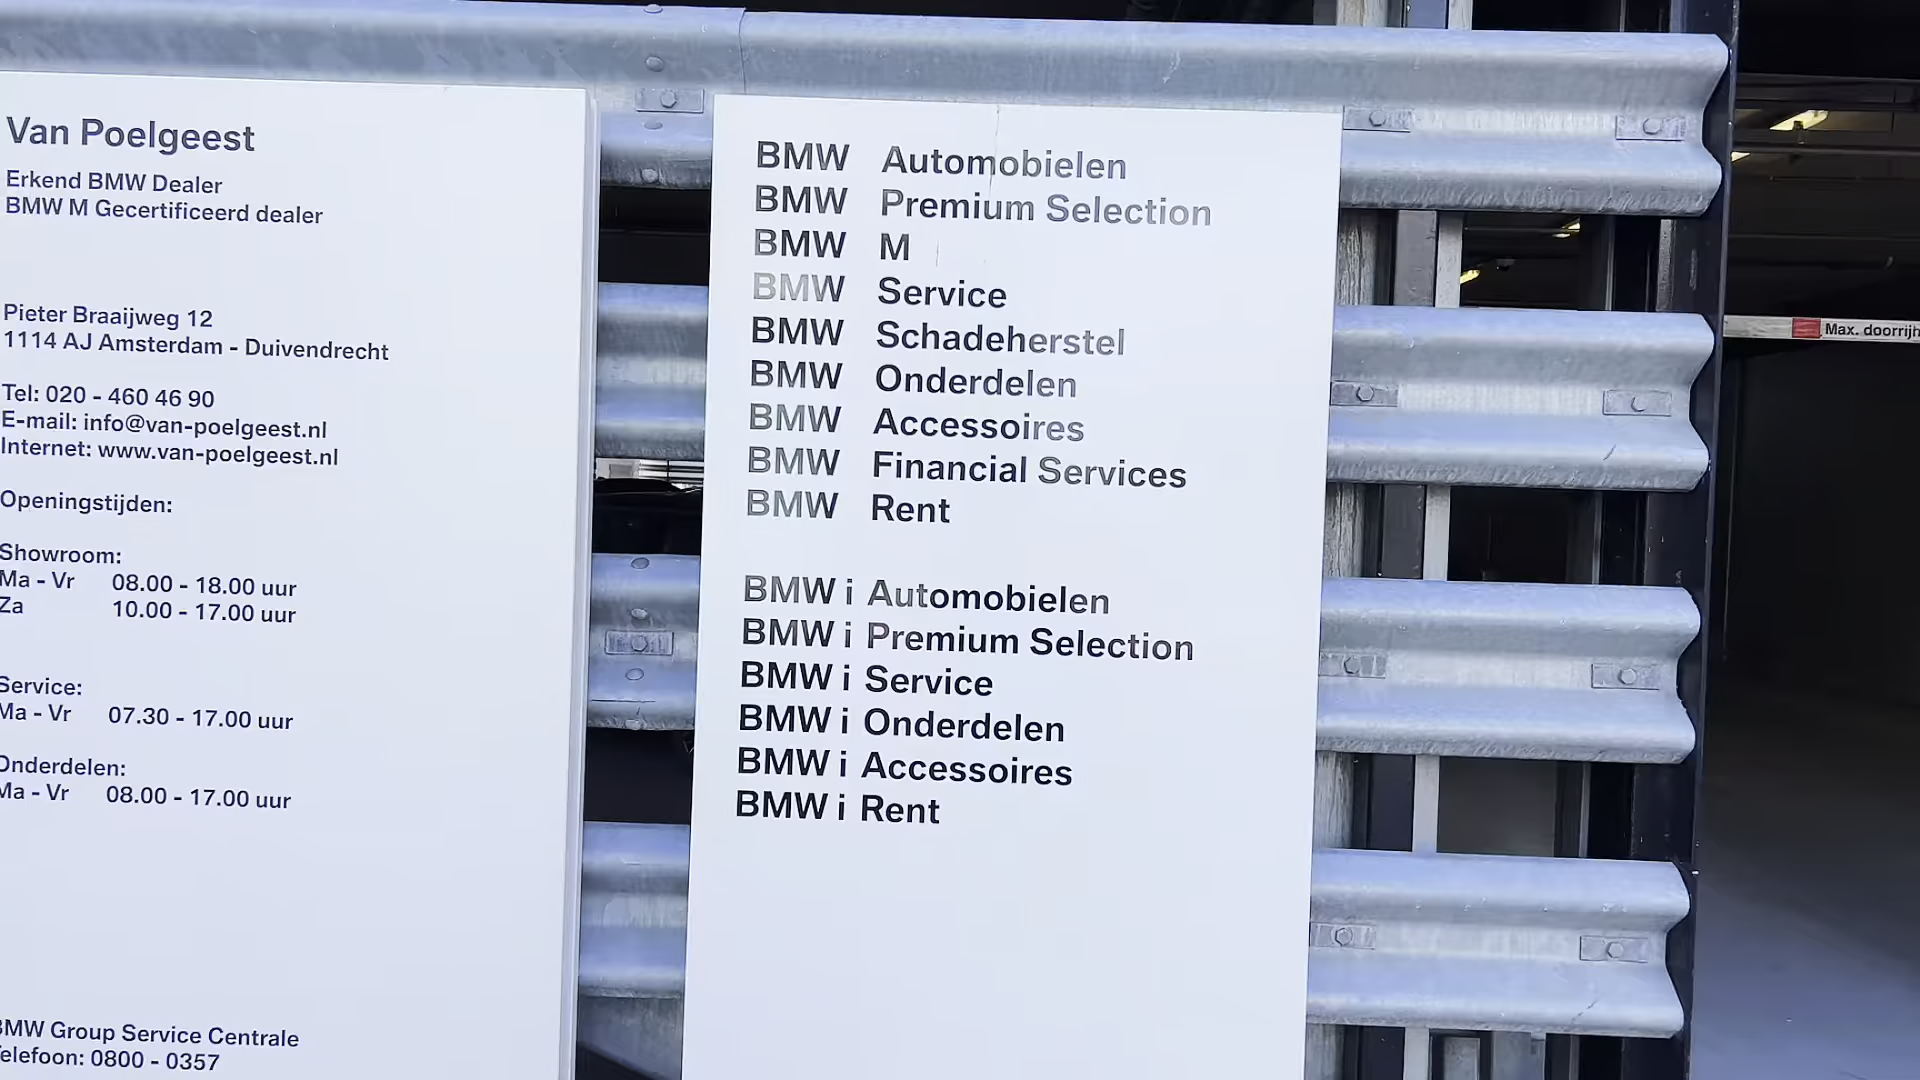 Van Poelgeest
Erkend BMW Dealer
BMW M Gecertificeerd dealer
Pieter Braaijweg 12
1114 AJ Amsterdam - Duivendrecht
Tel: 020 - 460 46 90
E-mail: info@van-poelgeest.nl
Internet: www.van-poelgeest.nl
Openingstijden:
Showroom:
Ma - Vr 08.00 - 18.00 uur
Za 10.00 - 17.00 uur
Service:
Ma - Vr 07.30 - 17.00 uur
Onderdelen:
Ma - Vr 08.00 - 17.00 uur
BMW Group Service Centrale
Telefoon: 0800 - 0357
BMW Automobielen
BMW Premium Selection
BMW M
BMW Service
BMW Schadeherstel
BMW Onderdelen
BMW Accessoires
BMW Financial Services
BMW Rent
BMW i Automobielen
BMW i Premium Selection
BMW i Service
BMW i Onderdelen
BMW i Accessoires
BMW i Rent
Max.